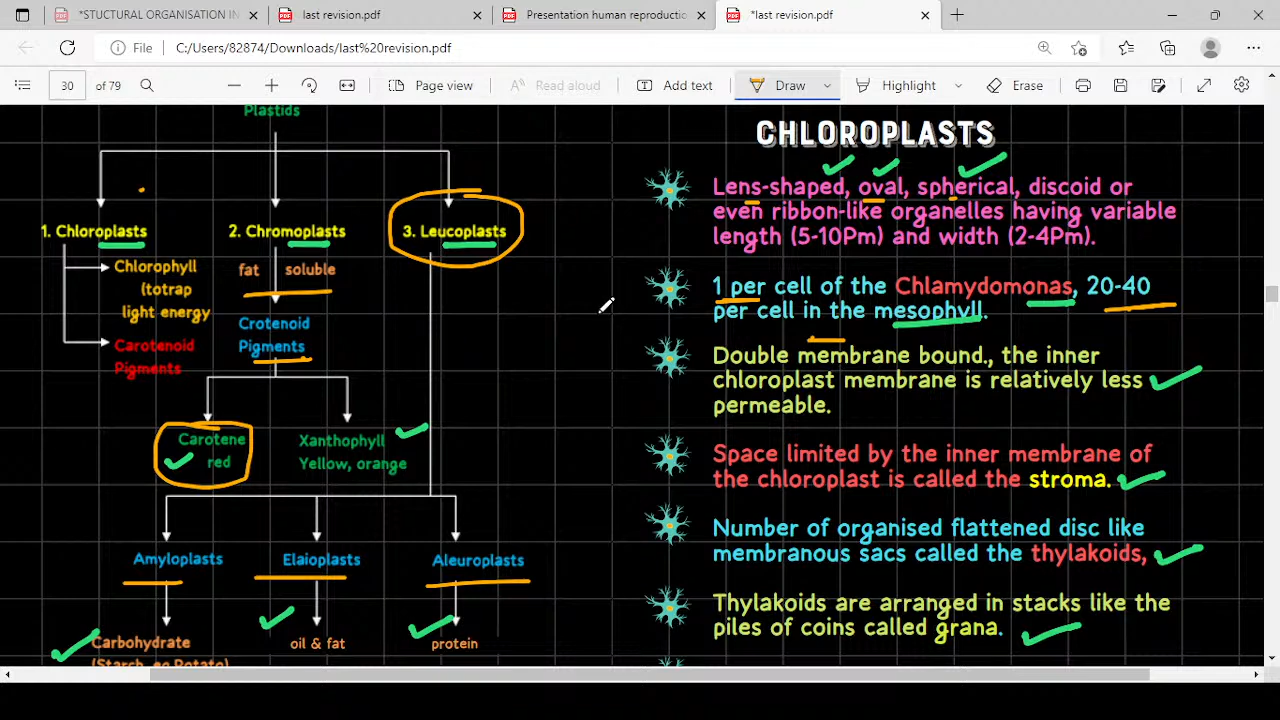 *STUCTURAL ORGANISATION IN
last revision.pdf
Presentation human reproductio
*last revision.pdf
File
C:/Users/82874/Downloads/last%20revision.pdf
30
of 79
Page view
Read aloud
Add text
Draw
Highlight
Erase
Plastids
1. Chloroplasts
2. Chromoplasts
3. Leucoplasts
Chlorophyll
(totrap
light energy
Carotenoid
Pigments
fat
soluble
Crotenoid
Pigments
Carotene
red
Xanthophyll
Yellow, orange
Amyloplasts
Elaioplasts
Aleuroplasts
Carbohydrate
(Starch, eg Potato)
oil & fat
protein
CHLOROPLASTS
Lens-shaped, oval, spherical, discoid or
even ribbon-like organelles having variable
length (5-10Pm) and width (2-4Pm).
1 per cell of the Chlamydomonas, 20-40
per cell in the mesophyll.
Double membrane bound., the inner
chloroplast membrane is relatively less
permeable.
Space limited by the inner membrane of
the chloroplast is called the stroma.
Number of organised flattened disc like
membranous sacs called the thylakoids,
Thylakoids are arranged in stacks like the
piles of coins called grana.